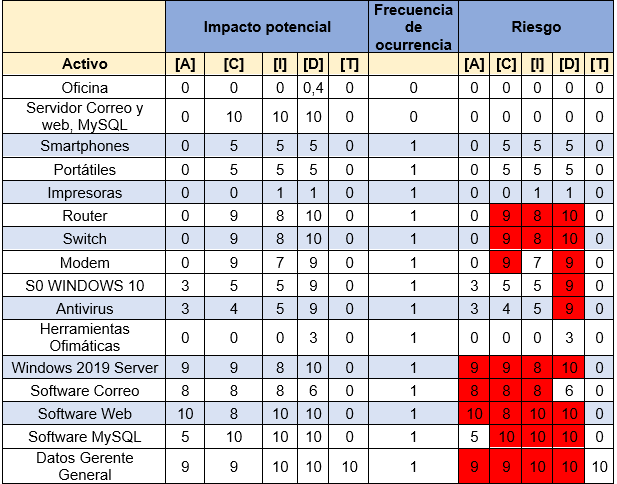 Impacto potencial Frecuencia de ocurrencia Riesgo
Activo [A] [C] [I] [D] [T] [A] [C] [I] [D] [T]
Oficina 0 0 0 0,4 0 0 0 0 0 0 0
Servidor Correo y web, MySQL 0 10 10 10 0 0 0 0 0 0 0
Smartphones 0 5 5 5 0 1 0 5 5 5 0
Portátiles 0 5 5 5 0 1 0 5 5 5 0
Impresoras 0 0 1 1 0 1 0 0 1 1 0
Router 0 9 8 10 0 1 0 9 8 10 0
Switch 0 9 8 10 0 1 0 9 8 10 0
Modem 0 9 7 9 0 1 0 9 7 9 0
S0 WINDOWS 10 3 5 5 9 0 1 3 5 5 9 0
Antivirus 3 4 5 9 0 1 3 4 5 9 0
Herramientas Ofimáticas 0 0 0 3 0 1 0 0 0 3 0
Windows 2019 Server 9 9 8 10 0 1 9 9 8 10 0
Software Correo 8 8 8 6 0 1 8 8 8 6 0
Software Web 10 8 10 10 0 1 10 8 10 10 0
Software MySQL 5 10 10 10 0 1 5 10 10 10 0
Datos Gerente General 9 9 10 10 10 1 9 9 10 10 10